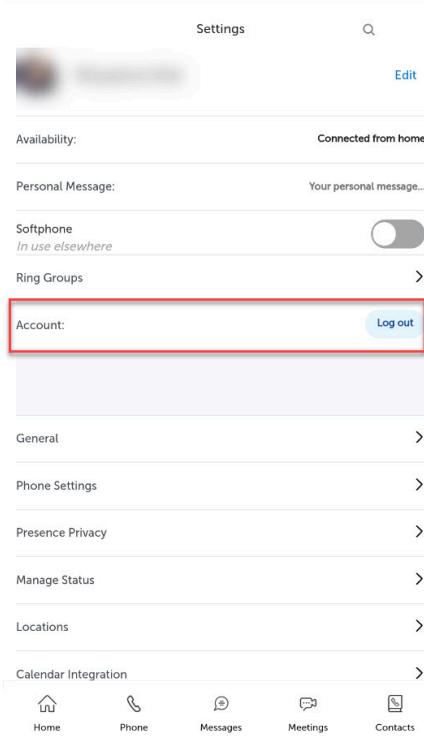 Settings
Edit
Availability: Connected from home
Personal Message: Your personal message...
Softphone
In use elsewhere
Ring Groups
Account: Log out
General
Phone Settings
Presence Privacy
Manage Status
Locations
Calendar Integration
Home Phone Messages Meetings Contacts